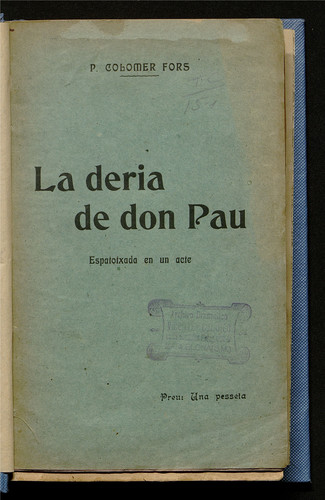 P. COLOMER FORS
La deria
de don Pau
Espatotxada en un acte
Preu: Una pesseta